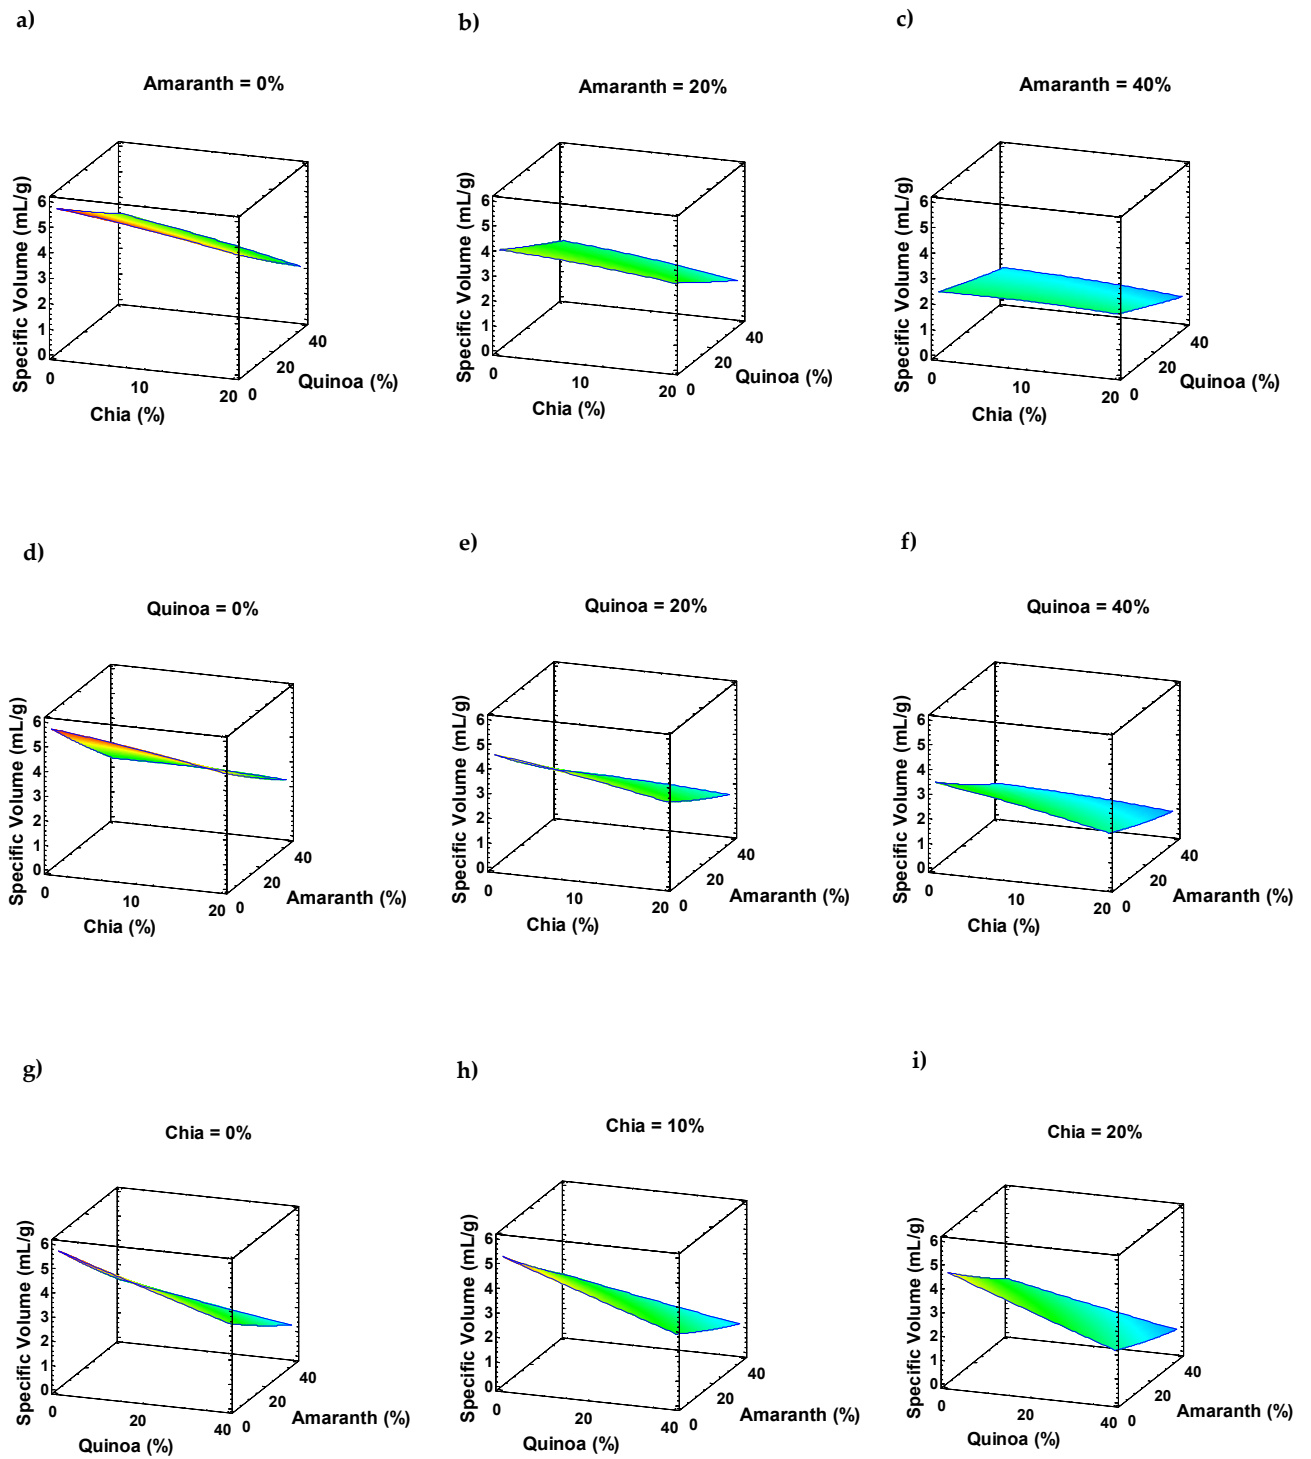 a)
b)
c)
Amaranth = 0%
Amaranth = 20%
Amaranth = 40%
Specific Volume (mL/g)
6
5
4
3
2
1
0
0
10
20
Chia (%)
0
20
40
Quinoa (%)
Specific Volume (mL/g)
6
5
4
3
2
1
0
0
10
20
Chia (%)
0
20
40
Quinoa (%)
Specific Volume (mL/g)
6
5
4
3
2
1
0
0
10
20
Chia (%)
0
20
40
Quinoa (%)
d)
e)
f)
Quinoa = 0%
Quinoa = 20%
Quinoa = 40%
Specific Volume (mL/g)
6
5
4
3
2
1
0
0
10
20
Chia (%)
0
20
40
Amaranth (%)
Specific Volume (mL/g)
6
5
4
3
2
1
0
0
10
20
Chia (%)
0
20
40
Amaranth (%)
Specific Volume (mL/g)
6
5
4
3
2
1
0
0
10
20
Chia (%)
0
20
40
Amaranth (%)
g)
h)
i)
Chia = 0%
Chia = 10%
Chia = 20%
Specific Volume (mL/g)
6
5
4
3
2
1
0
0
20
40
Quinoa (%)
0
20
40
Amaranth (%)
Specific Volume (mL/g)
6
5
4
3
2
1
0
0
20
40
Quinoa (%)
0
20
40
Amaranth (%)
Specific Volume (mL/g)
6
5
4
3
2
1
0
0
20
40
Quinoa (%)
0
20
40
Amaranth (%)